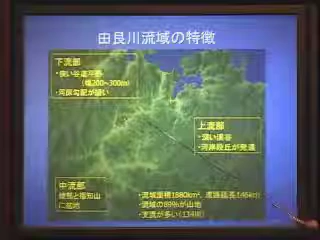 由良川流域の特徴
下流部
・狭い谷底平野
(幅200~300m)
・河床勾配が緩い
上流部
・深い渓谷
・河岸段丘が発達
中流部
綾部と福知山
に盆地
・流域面積1880km²、流路延長146km
・流域の89%が山地
・支流が多い(134河川)